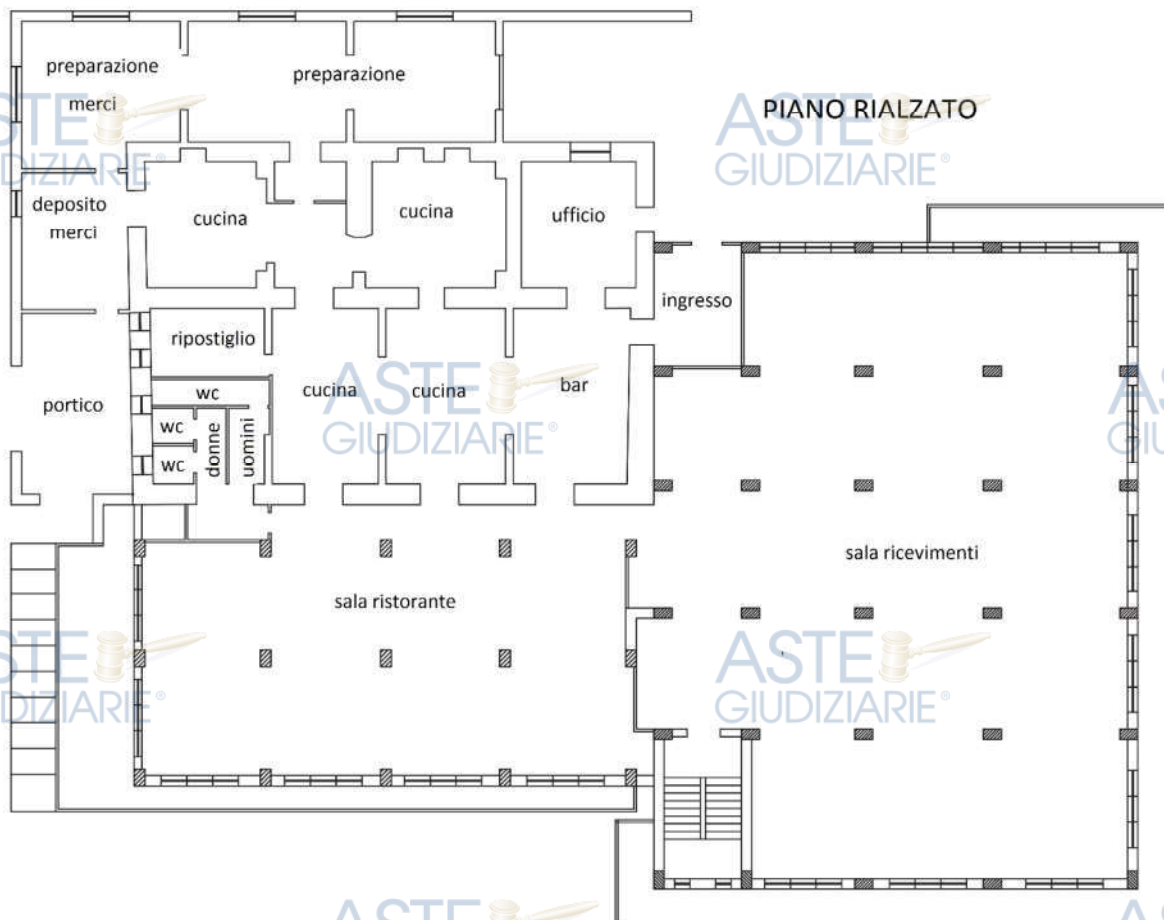 preparazione
merci
preparazione
PIANO RIALZATO
ASTE
GIUDIZIARIE®
ASTE
GIUDIZIARIE®
deposito
merci
cucina
cucina
ufficio
ingresso
ripostiglio
wc
cucina
cucina
bar
ASTE
GIUDIZIARIE®
portico
wc
wc
donne
uomini
sala ricevimenti
sala ristorante
ASTE
GIUDIZIARIE®
ASTE
GIUDIZIARIE®